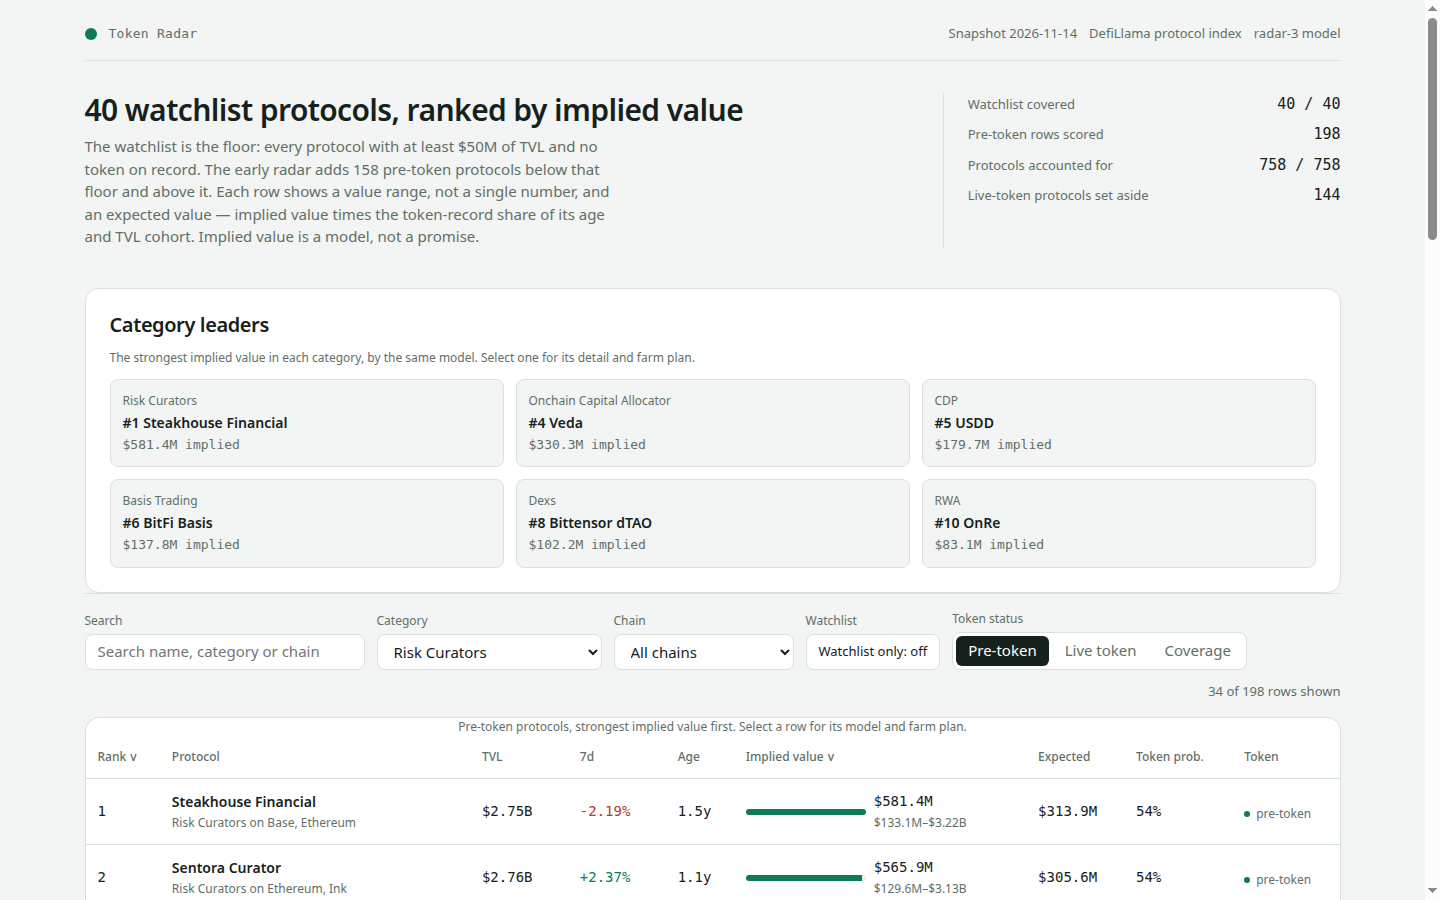 Token Radar
Snapshot 2026-11-14 DefiLlama protocol index radar-3 model
40 watchlist protocols, ranked by implied value
The watchlist is the floor: every protocol with at least $50M of TVL and no
token on record. The early radar adds 158 pre-token protocols below that
floor and above it. Each row shows a value range, not a single number, and
an expected value — implied value times the token-record share of its age
and TVL cohort. Implied value is a model, not a promise.
Watchlist covered 40 / 40
Pre-token rows scored 198
Protocols accounted for 758 / 758
Live-token protocols set aside 144
Category leaders
The strongest implied value in each category, by the same model. Select one for its detail and farm plan.
Risk Curators
#1 Steakhouse Financial
$581.4M implied
Onchain Capital Allocator
#4 Veda
$330.3M implied
CDP
#5 USDD
$179.7M implied
Basis Trading
#6 BitFi Basis
$137.8M implied
Dexs
#8 Bittensor dTAO
$102.2M implied
RWA
#10 OnRe
$83.1M implied
Search
Search name, category or chain
Category
Risk Curators
Chain
All chains
Watchlist
Watchlist only: off
Token status
Pre-token Live token Coverage
34 of 198 rows shown
Pre-token protocols, strongest implied value first. Select a row for its model and farm plan.
Rank v Protocol TVL 7d Age Implied value v Expected Token prob. Token
1 Steakhouse Financial $2.75B -2.19% 1.5y $581.4M $313.9M 54% pre-token
Risk Curators on Base, Ethereum $133.1M–$3.22B
2 Sentora Curator $2.76B +2.37% 1.1y $565.9M $305.6M 54% pre-token
Risk Curators on Ethereum, Ink $129.6M–$3.13B